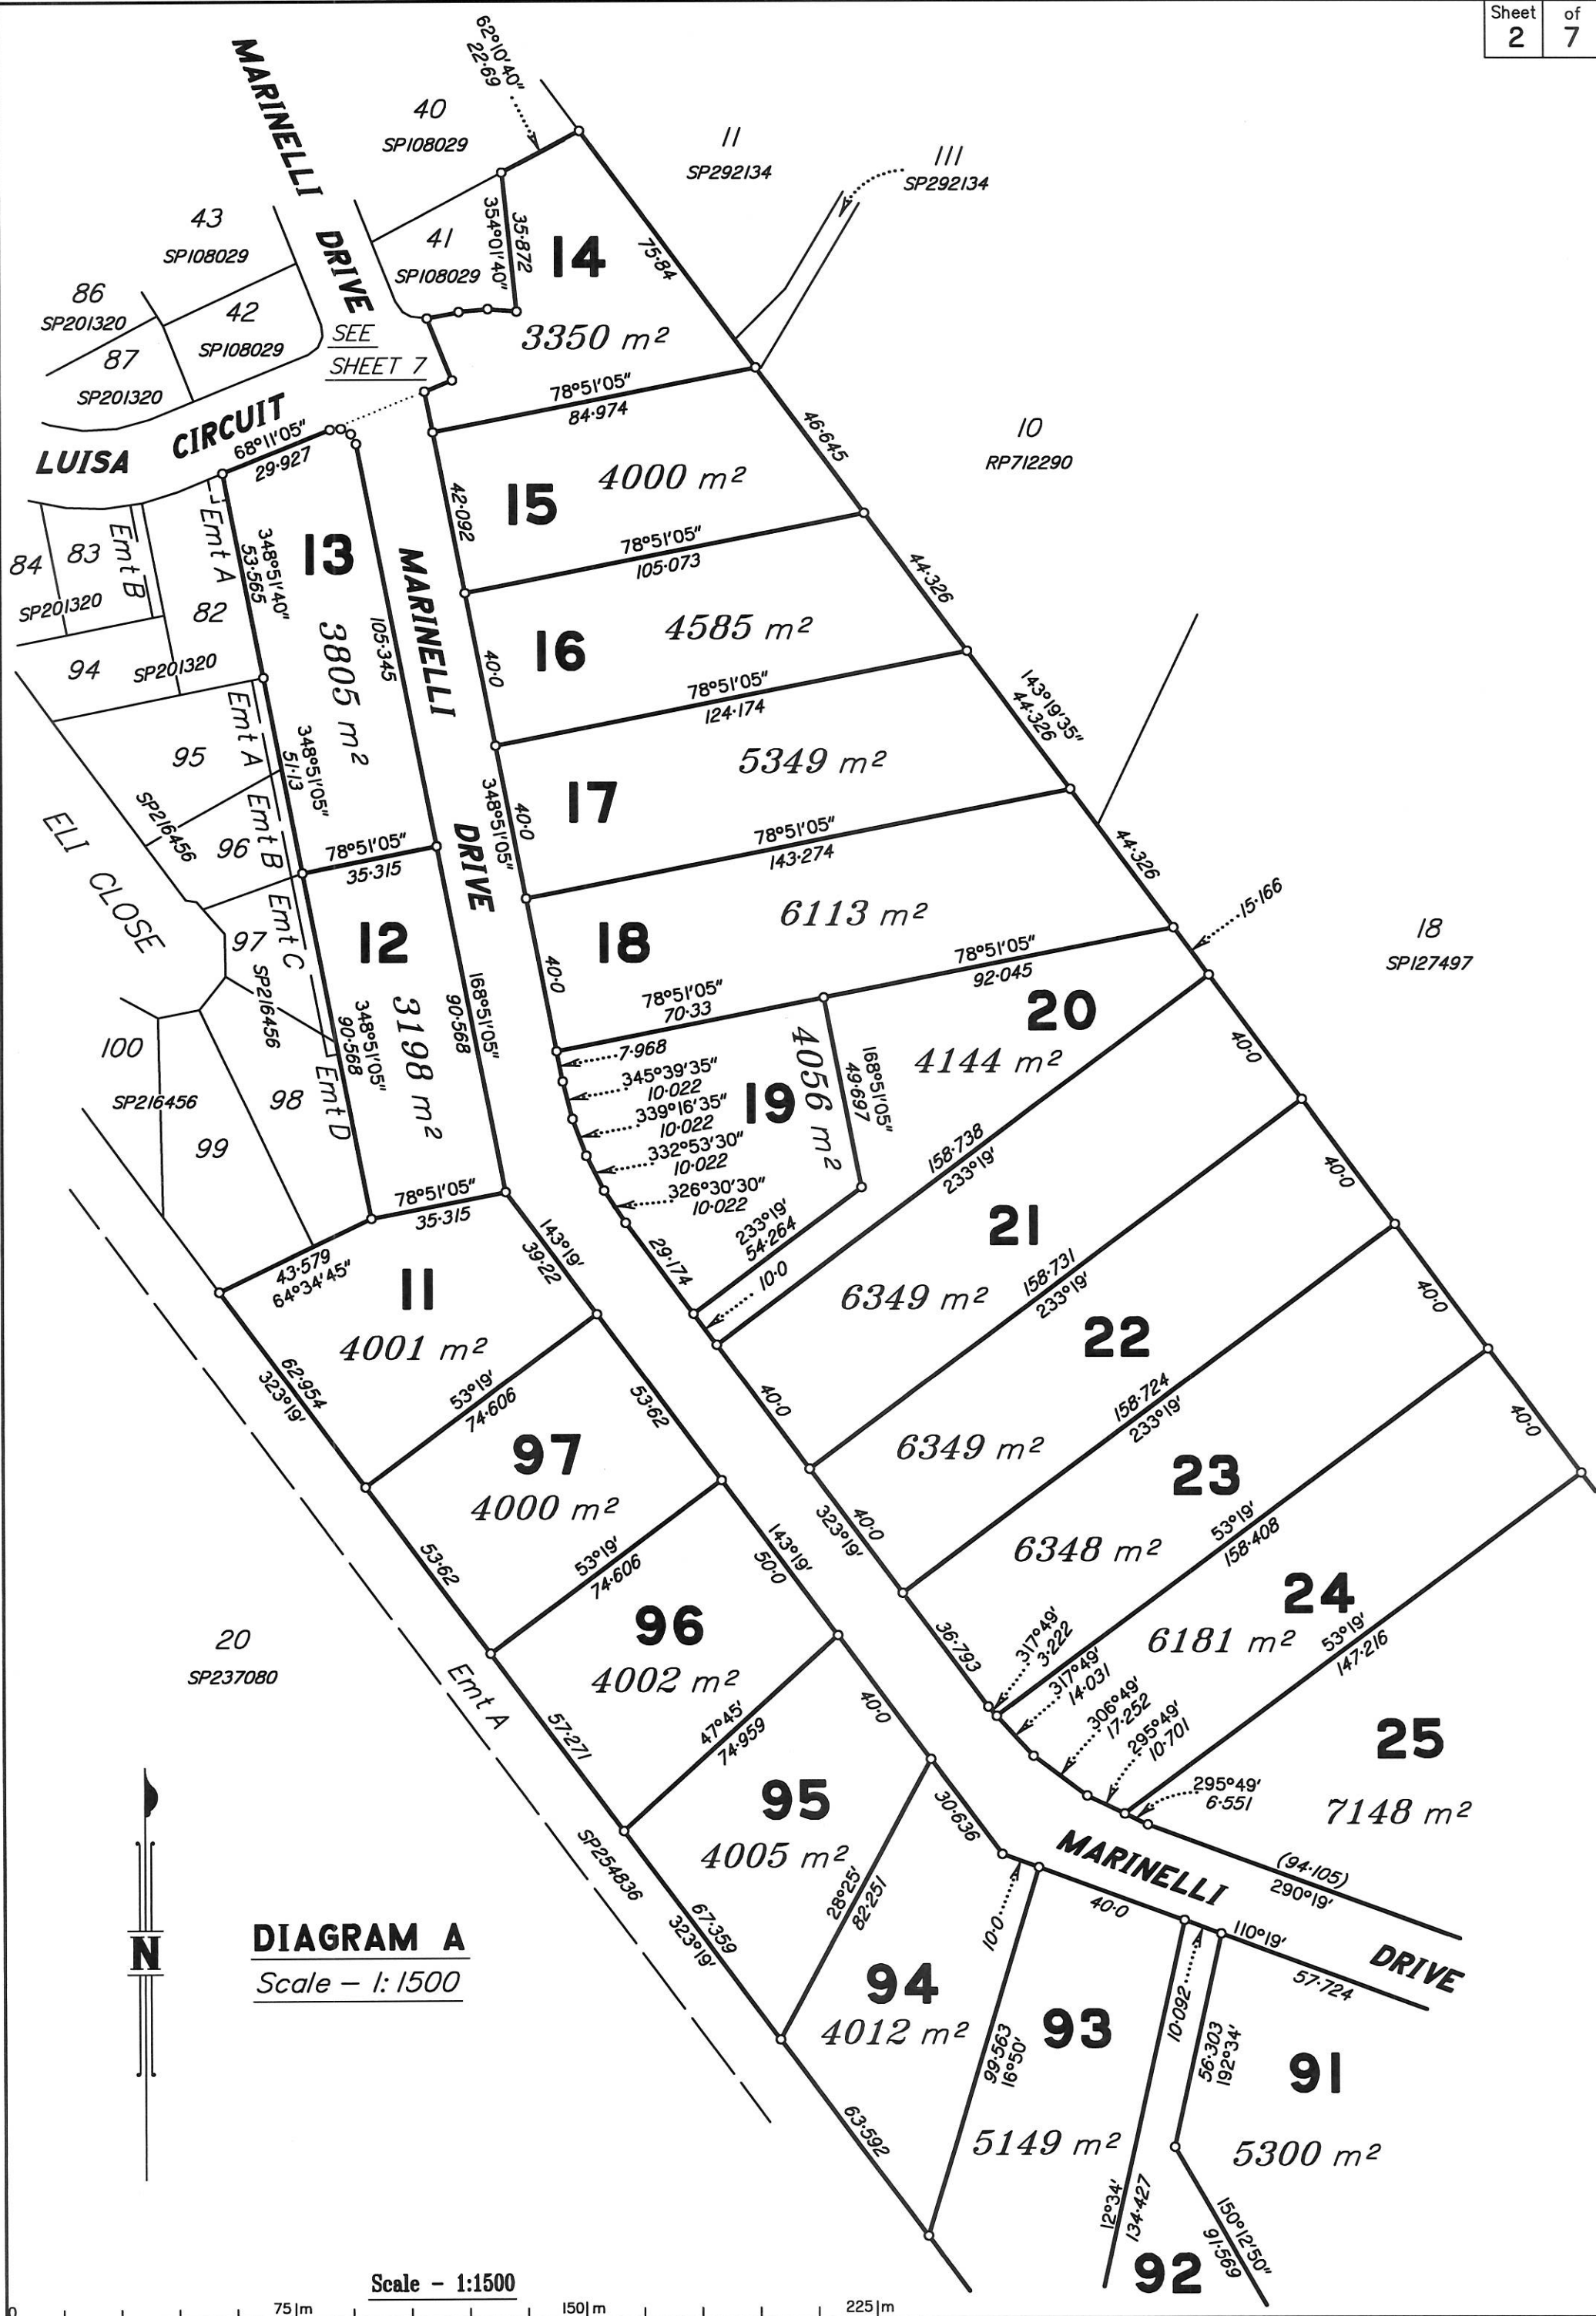 Sheet
2
of
7
MARINELLI DRIVE
62°10'40"
22·69
40
SP108029
11
SP292134
111
SP292134
43
SP108029
41
SP108029
354°01'40"
35·872
14
75·84
3350 m²
86
SP201320
42
SP108029
87
SP201320
SEE
SHEET 7
78°51'05"
84·974
LUISA CIRCUIT
68°11'05"
29·927
46·645
10
RP712290
15
4000 m²
42·092
78°51'05"
105·073
84
83
SP201320
Emt B
Emt A
82
348°51'40"
53·565
13
3805 m²
105·345
MARINELLI
44·326
16
4585 m²
40·0
78°51'05"
124·174
94
SP201320
143°19'35"
44·326
Emt A
95
348°51'05"
51·13
17
5349 m²
40·0
348°51'05"
78°51'05"
143·274
SP216456
96
Emt B
78°51'05"
35·315
DRIVE
44·326
15·166
ELI CLOSE
18
6113 m²
40·0
78°51'05"
92·045
18
SP127497
97
Emt C
SP216456
12
3198 m²
348°51'05"
90·568
168°51'05"
90·568
78°51'05"
70·33
20
4144 m²
40·0
100
SP216456
98
Emt D
99
7·968
345°39'35"
10·022
339°16'35"
10·022
332°53'30"
10·022
326°30'30"
10·022
19
4056 m²
168°51'05"
49·697
158·738
233°19'
40·0
78°51'05"
35·315
143°19'
39·22
233°19'
54·264
29·174
10·0
21
6349 m²
158·731
233°19'
40·0
43·579
64°34'45"
11
4001 m²
62·954
323°19'
53°19'
74·606
53·62
40·0
22
6349 m²
158·724
233°19'
40·0
97
4000 m²
53·62
53°19'
74·606
143°19'
50·0
40·0
323°19'
23
6348 m²
53°19'
158·408
20
SP237080
Emt A
96
4002 m²
57·271
47°45'
74·959
40·0
36·793
317°49'
3·222
317°49'
14·031
306°49'
17·252
295°49'
10·701
295°49'
6·551
24
6181 m²
53°19'
147·216
25
7148 m²
95
4005 m²
SP254836
67·359
323°19'
28°25'
82·251
30·636
MARINELLI DRIVE
(94·105)
290°19'
10·0
40·0
110°19'
57·724
N
DIAGRAM A
Scale – 1:1500
94
4012 m²
63·592
99·563
16°50'
93
5149 m²
10·092
56·303
192°34'
91
5300 m²
12°34'
134·427
150°12'50"
91·569
92
Scale - 1:1500
0
75|m
150|m
225|m